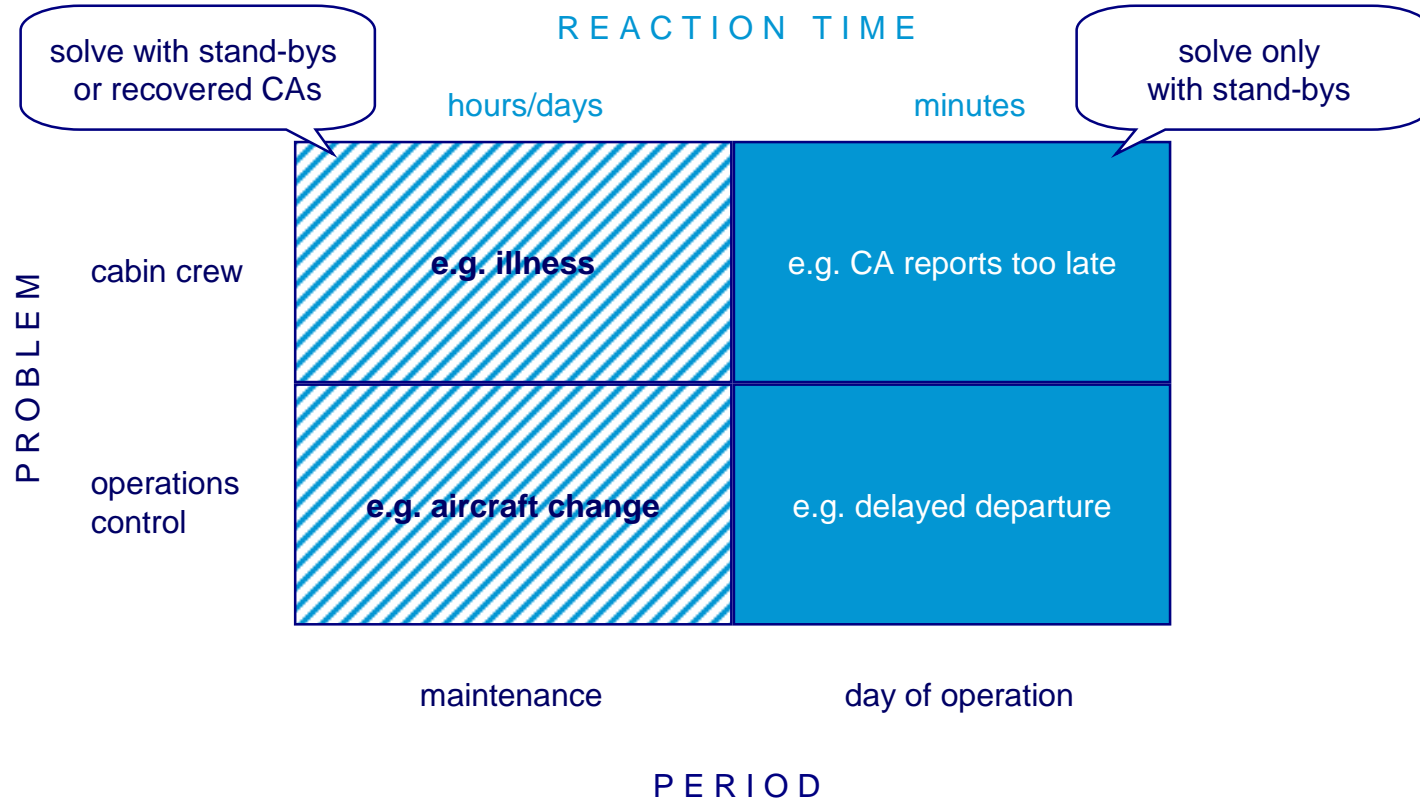 REACTION TIME
solve with stand-bys
or recovered CAs
solve only
with stand-bys
hours/days
minutes
PROBLEM
cabin crew
e.g. illness
e.g. CA reports too late
operations
control
e.g. aircraft change
e.g. delayed departure
maintenance
day of operation
PERIOD